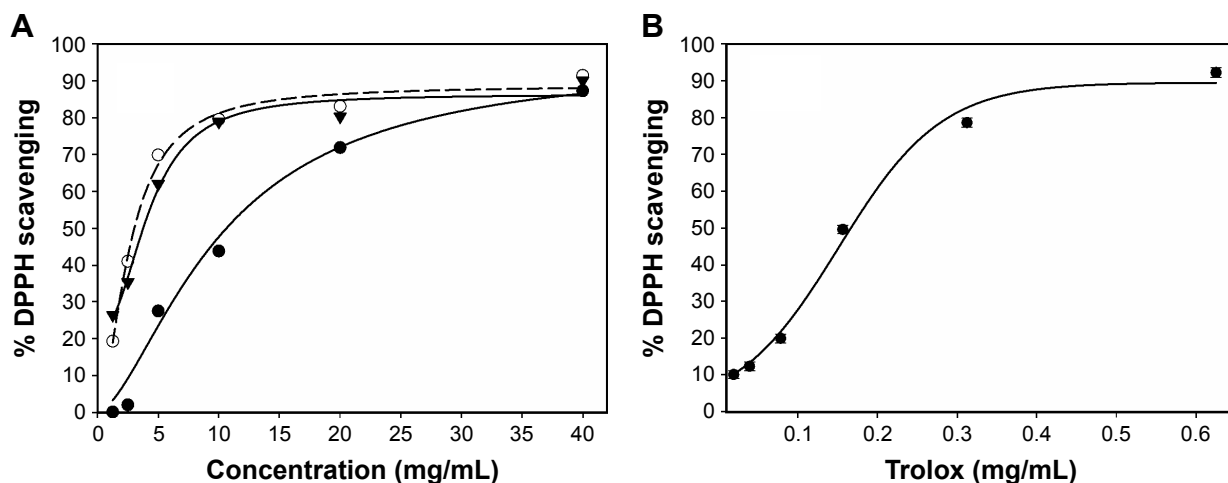 A
100
90
80
70
60
50
40
30
20
10
0
% DPPH scavenging
0 5 10 15 20 25 30 35 40
Concentration (mg/mL)
B
100
90
80
70
60
50
40
30
20
10
0
% DPPH scavenging
0.1 0.2 0.3 0.4 0.5 0.6
Trolox (mg/mL)